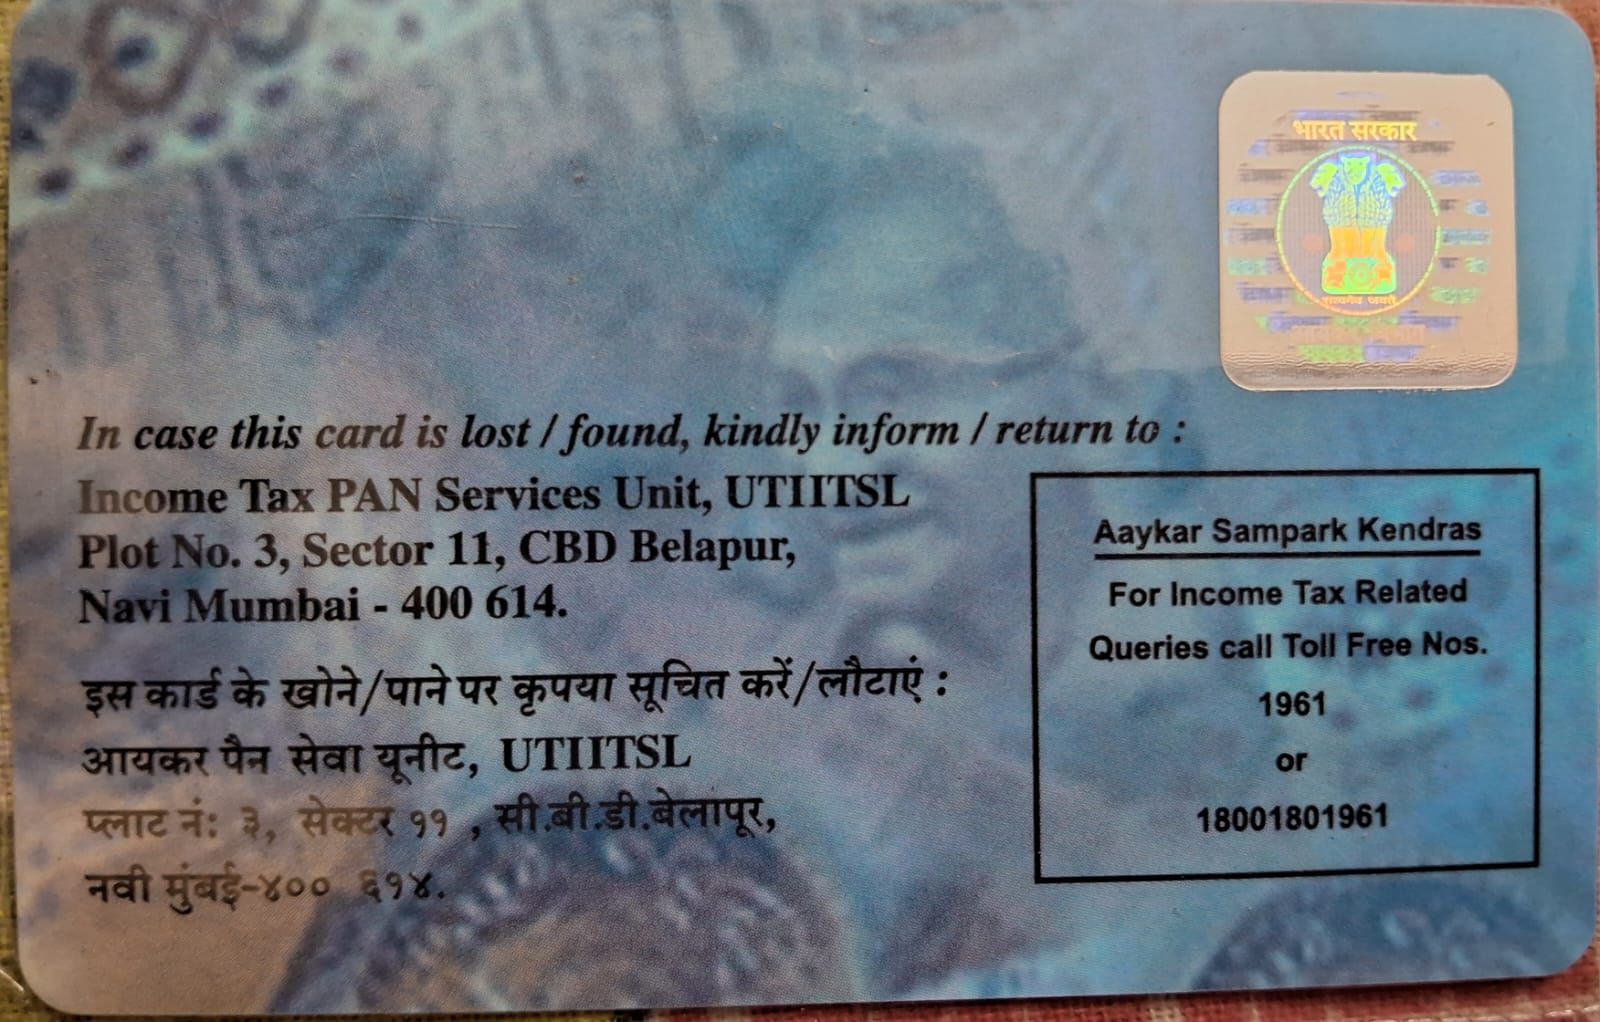 भारत सरकार
सत्यमेव जयते
In case this card is lost / found, kindly inform / return to :
Income Tax PAN Services Unit, UTIITSL
Plot No. 3, Sector 11, CBD Belapur,
Navi Mumbai - 400 614.
इस कार्ड के खोने/पाने पर कृपया सूचित करें/लौटाएं :
आयकर पैन सेवा यूनीट, UTIITSL
प्लाट नं: ३, सेक्टर ११ , सी.बी.डी.बेलापूर,
नवी मुंबई-४०० ६१४.
Aaykar Sampark Kendras
For Income Tax Related
Queries call Toll Free Nos.
1961
or
18001801961